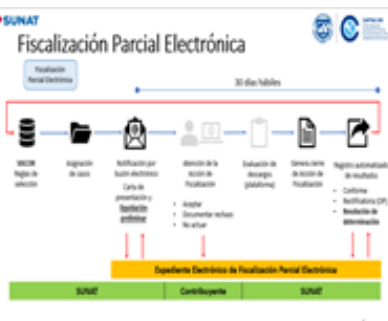 SUNAT
Fiscalización Parcial Electrónica
Fiscalización
Parcial Electrónica
30 días hábiles
Reglas de
selección
Asignación
de casos
Notificación por
buzón electrónico
Carta de
presentación y
liquidación
preliminar
Atención de la
Acción de
Fiscalización
• Aceptar
• Documentar rechazo
• No actuar
Evaluación de
descargos
(plataforma)
Genera cierre
de Acción de
Fiscalización
Registro automatizado
de resultados
• Conforme
• Rectificatoria (DP)
• Resolución de
determinación
Expediente Electrónico de Fiscalización Parcial Electrónica
SUNAT
Contribuyente
SUNAT